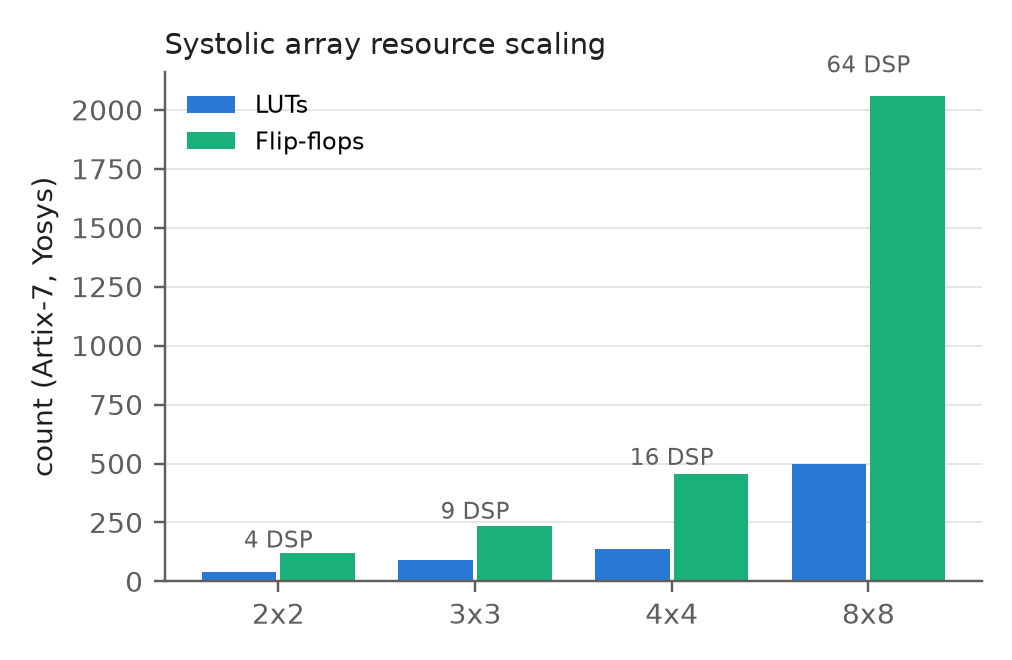 Systolic array resource scaling
64 DSP
LUTs
Flip-flops
count (Artix-7, Yosys)
2000
1750
1500
1250
1000
750
500
250
0
16 DSP
9 DSP
4 DSP
2x2
3x3
4x4
8x8